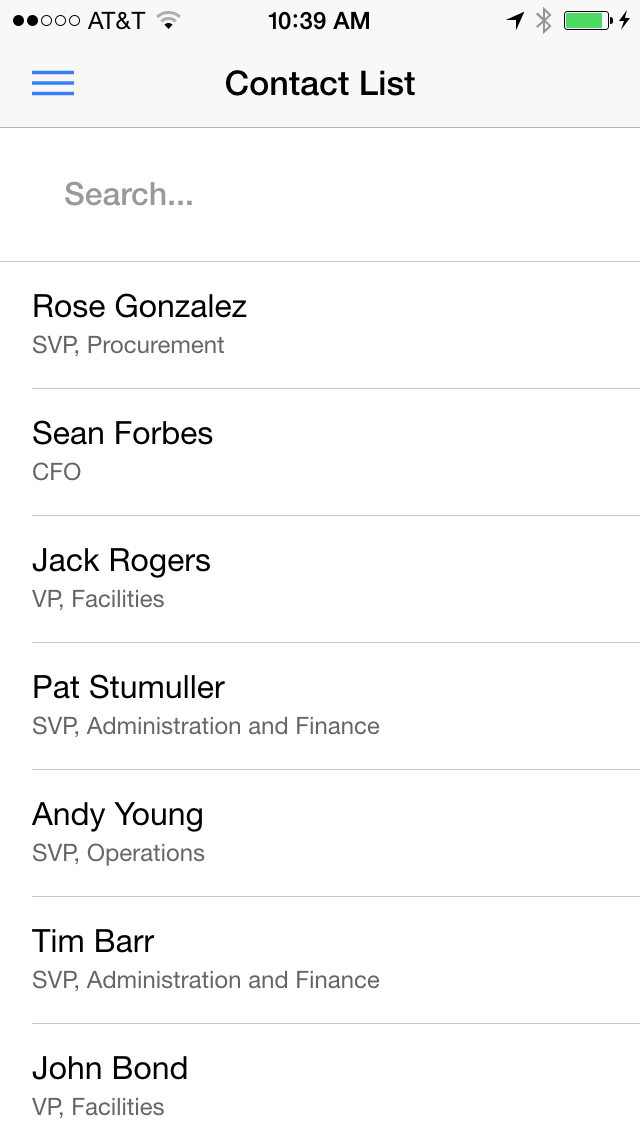 AT&T 10:39 AM
Contact List
Search...
Rose Gonzalez
SVP, Procurement
Sean Forbes
CFO
Jack Rogers
VP, Facilities
Pat Stumuller
SVP, Administration and Finance
Andy Young
SVP, Operations
Tim Barr
SVP, Administration and Finance
John Bond
VP, Facilities